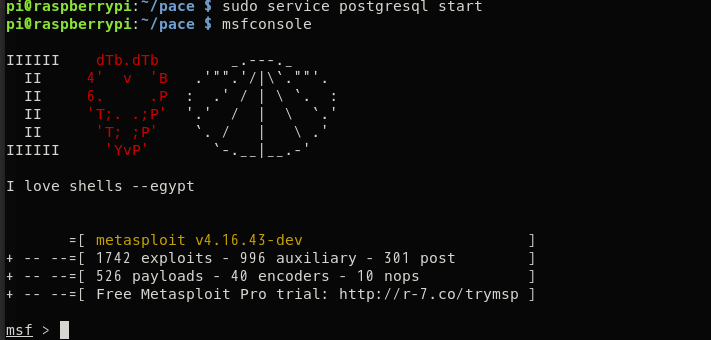 pi@raspberrypi:~/pace $ sudo service postgresql start
pi@raspberrypi:~/pace $ msfconsole
IIIIII    dTb.dTb        _.---._
  II     4'  v  'B   .'"".'/|\`.""'.
  II     6.     .P  :  .' / | \ `.  :
  II     'T;. .;P'  '.'  /  |  \  `.'
  II      'T; ;P'    `. /   |   \ .'
IIIIII     'YvP'       `-.__|__.-'
I love shells --egypt
       =[ metasploit v4.16.43-dev                         ]
+ -- --=[ 1742 exploits - 996 auxiliary - 301 post        ]
+ -- --=[ 526 payloads - 40 encoders - 10 nops            ]
+ -- --=[ Free Metasploit Pro trial: http://r-7.co/trymsp ]
msf >